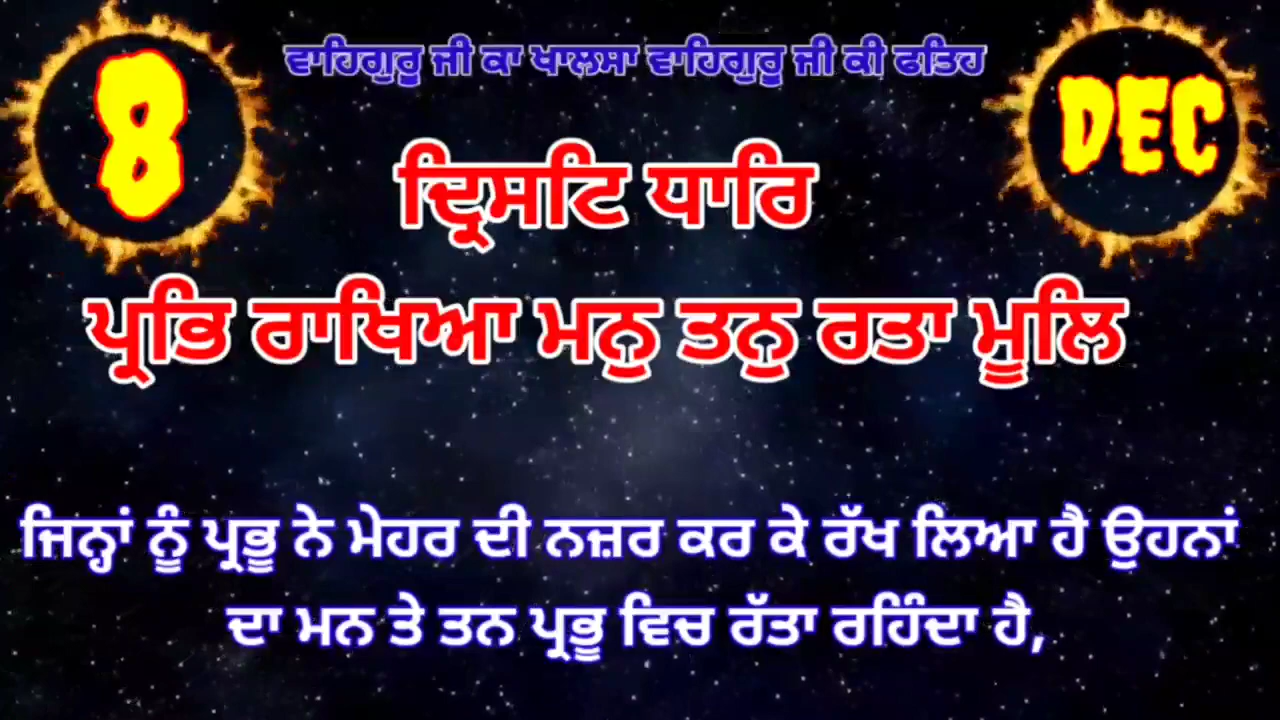 ਵਾਹਿਗੁਰੂ ਜੀ ਕਾ ਖਾਲਸਾ ਵਾਹਿਗੁਰੂ ਜੀ ਕੀ ਫਤਿਹ
8
DEC
ਦ੍ਰਿਸਟਿ ਧਾਰਿ
ਪ੍ਰਭਿ ਰਾਖਿਆ ਮਨੁ ਤਨੁ ਰਤਾ ਮੂਲਿ
ਜਿਨ੍ਹਾਂ ਨੂੰ ਪ੍ਰਭੂ ਨੇ ਮੇਹਰ ਦੀ ਨਜ਼ਰ ਕਰ ਕੇ ਰੱਖ ਲਿਆ ਹੈ ਉਹਨਾਂ
ਦਾ ਮਨ ਤੇ ਤਨ ਪ੍ਰਭੂ ਵਿਚ ਰੱਤਾ ਰਹਿੰਦਾ ਹੈ,